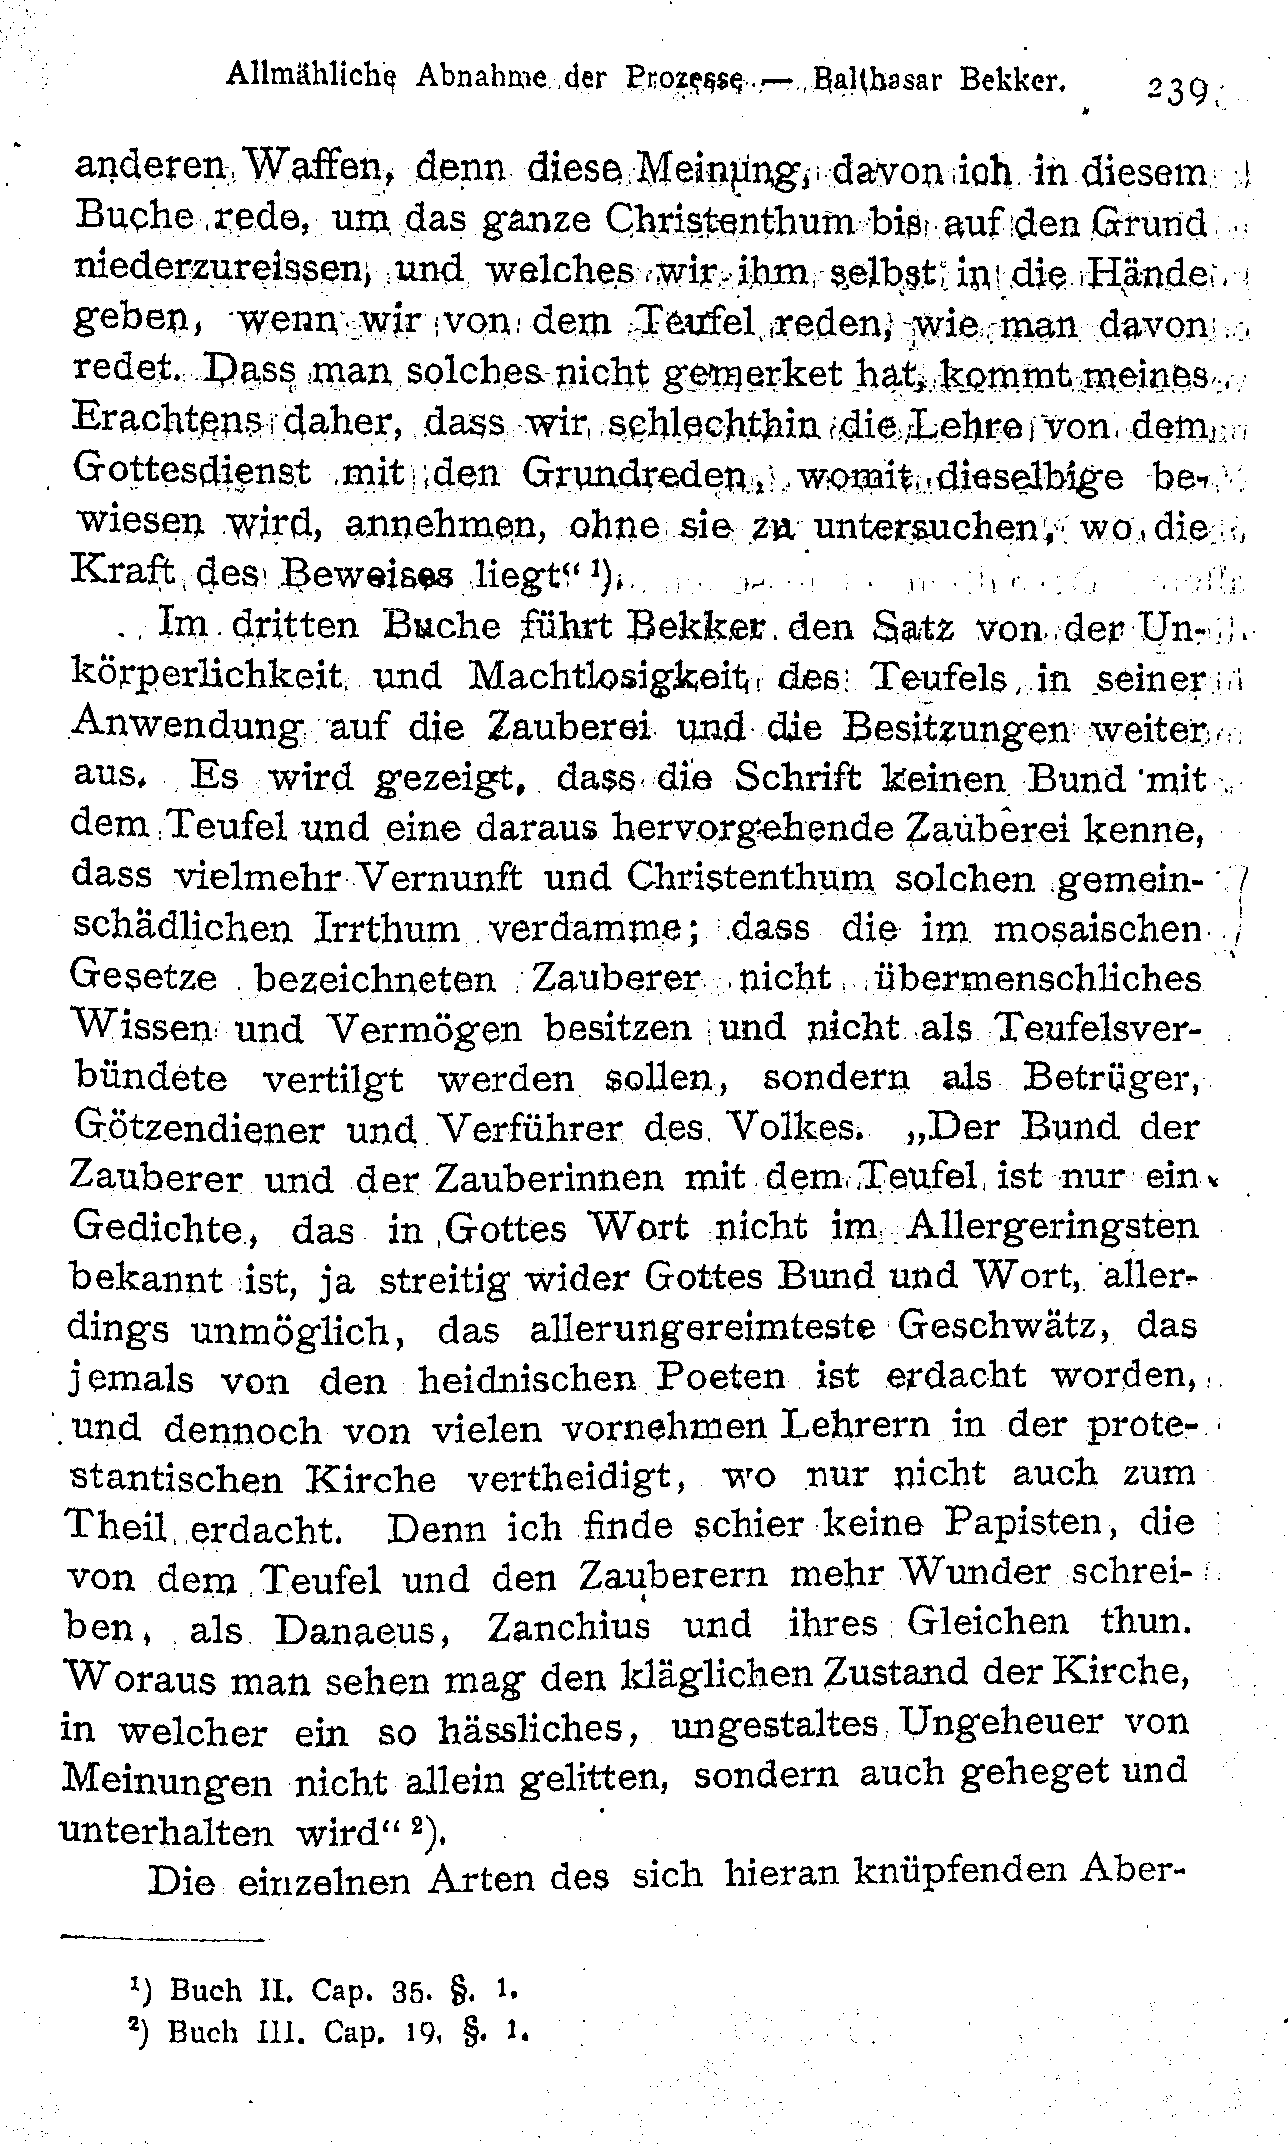 Allmähliche Abnahme der Prozesse. — Balthasar Bekker. 239
anderen Waffen, denn diese Meinung, davon ich in diesem
Buche rede, um das ganze Christenthum bis auf den Grund
niederzureissen, und welches wir ihm selbst in die Hände
geben, wenn wir von dem Teufel reden, wie man davon
redet. Dass man solches nicht gemerket hat, kommt meines
Erachtens daher, dass wir schlechthin die Lehre von dem
Gottesdienst mit den Grundreden, womit dieselbige be-
wiesen wird, annehmen, ohne sie zu untersuchen, wo die
Kraft des Beweises liegt“ ¹).
Im dritten Buche führt Bekker den Satz von der Un-
körperlichkeit und Machtlosigkeit des Teufels in seiner
Anwendung auf die Zauberei und die Besitzungen weiter
aus. Es wird gezeigt, dass die Schrift keinen Bund mit
dem Teufel und eine daraus hervorgehende Zauberei kenne,
dass vielmehr Vernunft und Christenthum solchen gemein-
schädlichen Irrthum verdamme; dass die im mosaischen
Gesetze bezeichneten Zauberer nicht übermenschliches
Wissen und Vermögen besitzen und nicht als Teufelsver-
bündete vertilgt werden sollen, sondern als Betrüger,
Götzendiener und Verführer des Volkes. „Der Bund der
Zauberer und der Zauberinnen mit dem Teufel ist nur ein
Gedichte, das in Gottes Wort nicht im Allergeringsten
bekannt ist, ja streitig wider Gottes Bund und Wort, aller-
dings unmöglich, das allerungereimteste Geschwätz, das
jemals von den heidnischen Poeten ist erdacht worden,
und dennoch von vielen vornehmen Lehrern in der prote-
stantischen Kirche vertheidigt, wo nur nicht auch zum
Theil erdacht. Denn ich finde schier keine Papisten, die
von dem Teufel und den Zauberern mehr Wunder schrei-
ben, als Danaeus, Zanchius und ihres Gleichen thun.
Woraus man sehen mag den kläglichen Zustand der Kirche,
in welcher ein so hässliches, ungestaltes Ungeheuer von
Meinungen nicht allein gelitten, sondern auch geheget und
unterhalten wird“ ²).
Die einzelnen Arten des sich hieran knüpfenden Aber-
¹) Buch II. Cap. 35. §. 1.
²) Buch III. Cap. 19. §. 1.